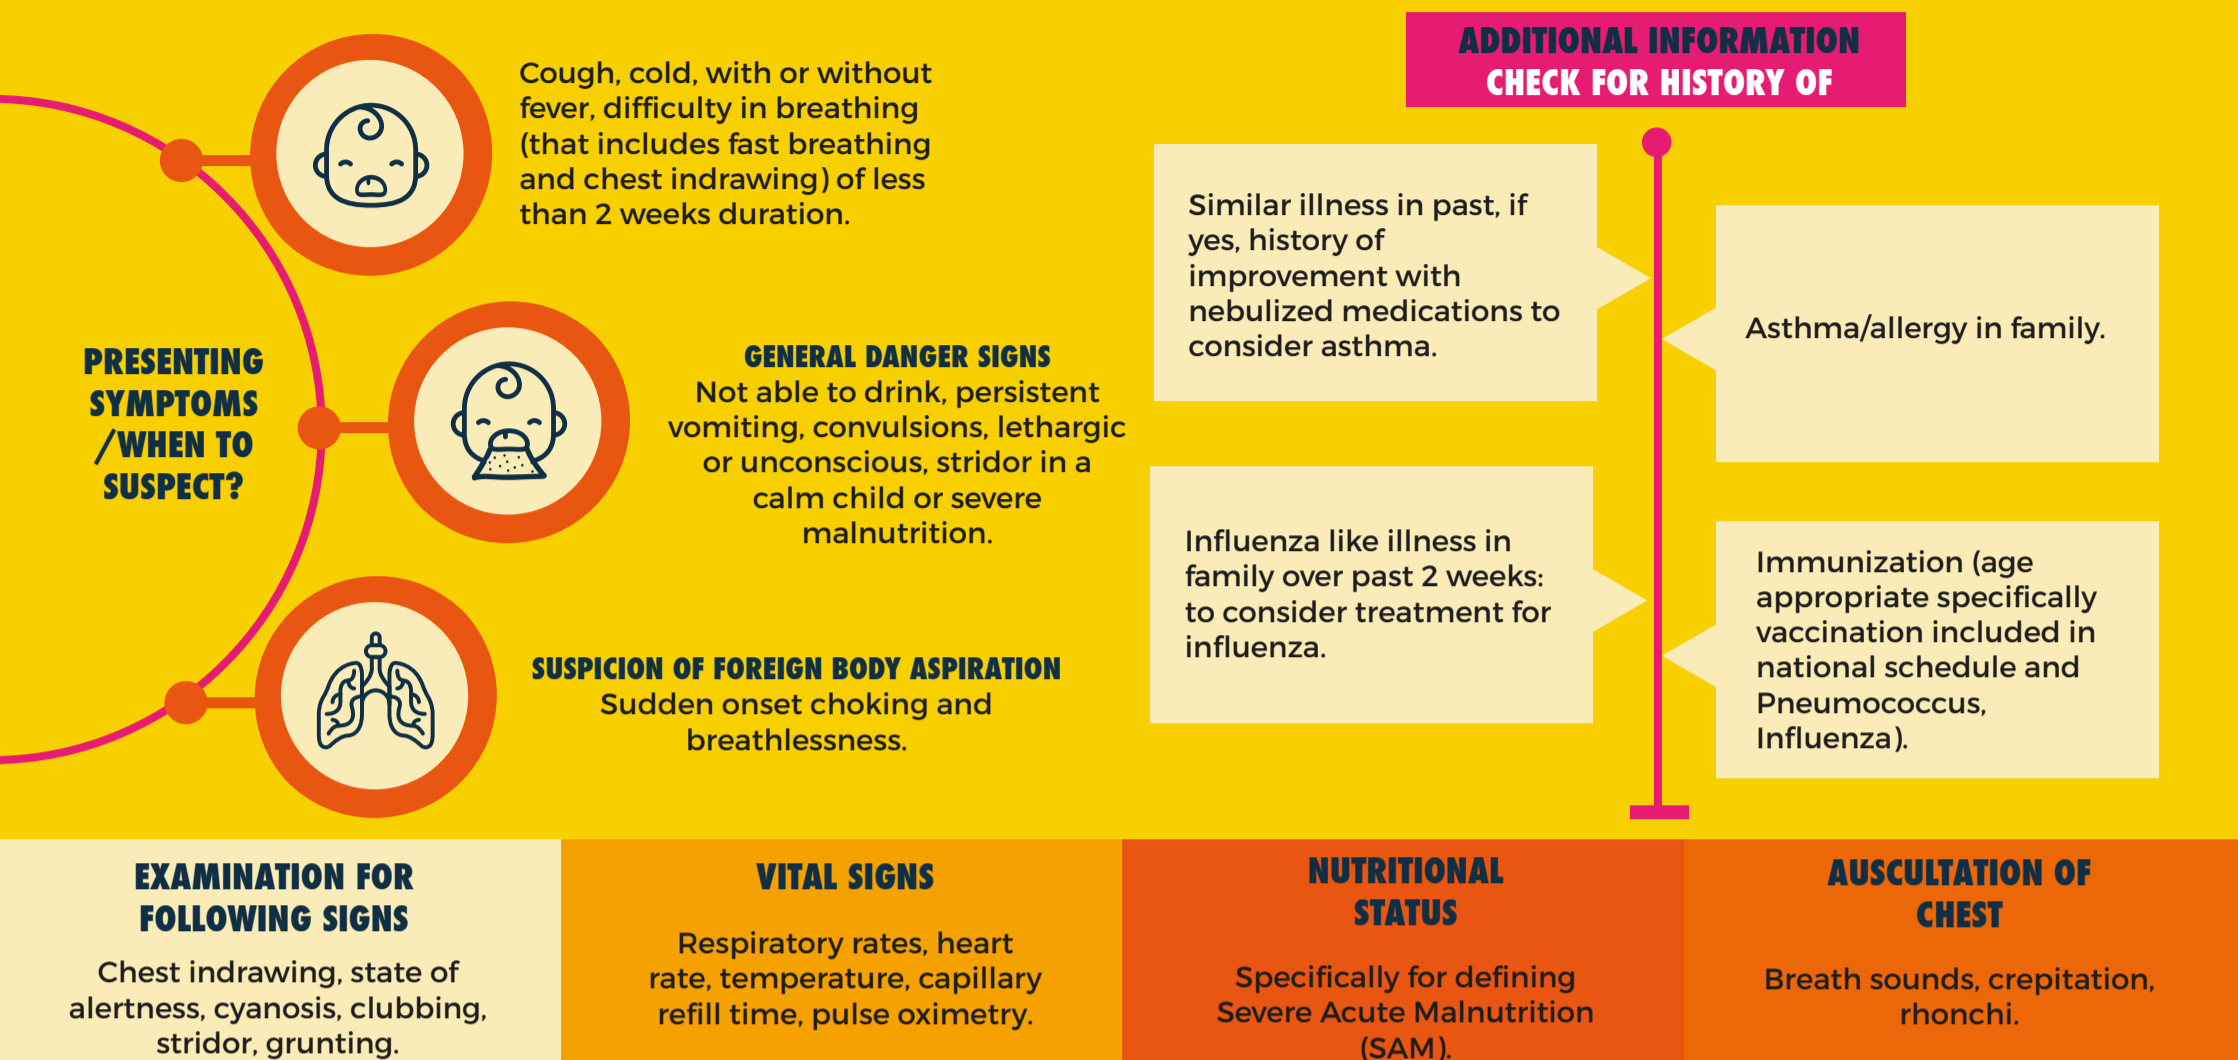 PRESENTING
SYMPTOMS
/WHEN TO
SUSPECT?
Cough, cold, with or without
fever, difficulty in breathing
(that includes fast breathing
and chest indrawing) of less
than 2 weeks duration.
GENERAL DANGER SIGNS
Not able to drink, persistent
vomiting, convulsions, lethargic
or unconscious, stridor in a
calm child or severe
malnutrition.
SUSPICION OF FOREIGN BODY ASPIRATION
Sudden onset choking and
breathlessness.
ADDITIONAL INFORMATION
CHECK FOR HISTORY OF
Similar illness in past, if
yes, history of
improvement with
nebulized medications to
consider asthma.
Asthma/allergy in family.
Influenza like illness in
family over past 2 weeks:
to consider treatment for
influenza.
Immunization (age
appropriate specifically
vaccination included in
national schedule and
Pneumococcus,
Influenza).
EXAMINATION FOR
FOLLOWING SIGNS
Chest indrawing, state of
alertness, cyanosis, clubbing,
stridor, grunting.
VITAL SIGNS
Respiratory rates, heart
rate, temperature, capillary
refill time, pulse oximetry.
NUTRITIONAL
STATUS
Specifically for defining
Severe Acute Malnutrition
(SAM).
AUSCULTATION OF
CHEST
Breath sounds, crepitation,
rhonchi.